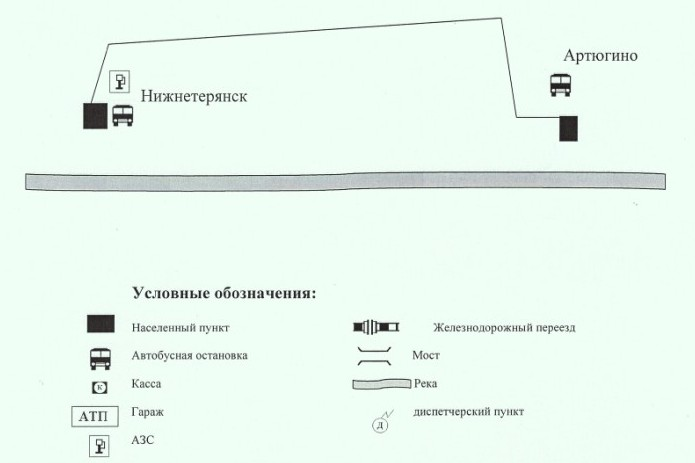 Артюгино
Нижнетерянск
Условные обозначения:
Населенный пункт
Железнодорожный переезд
Автобусная остановка
Мост
К
Касса
Река
АТП
Гараж
Д
диспетчерский пункт
АЗС